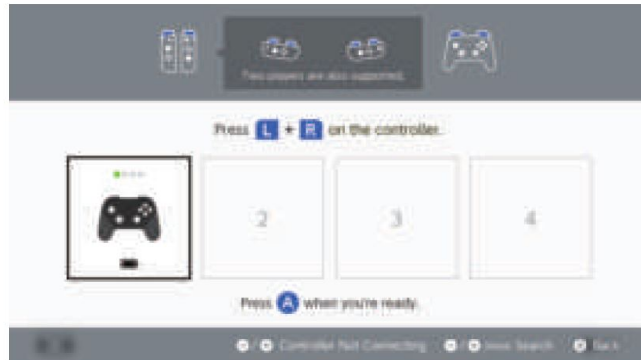 Two players are also supported.
Press L + R on the controller.
2
3
4
Press A when you're ready.
Controller Not Connecting
Search
Back